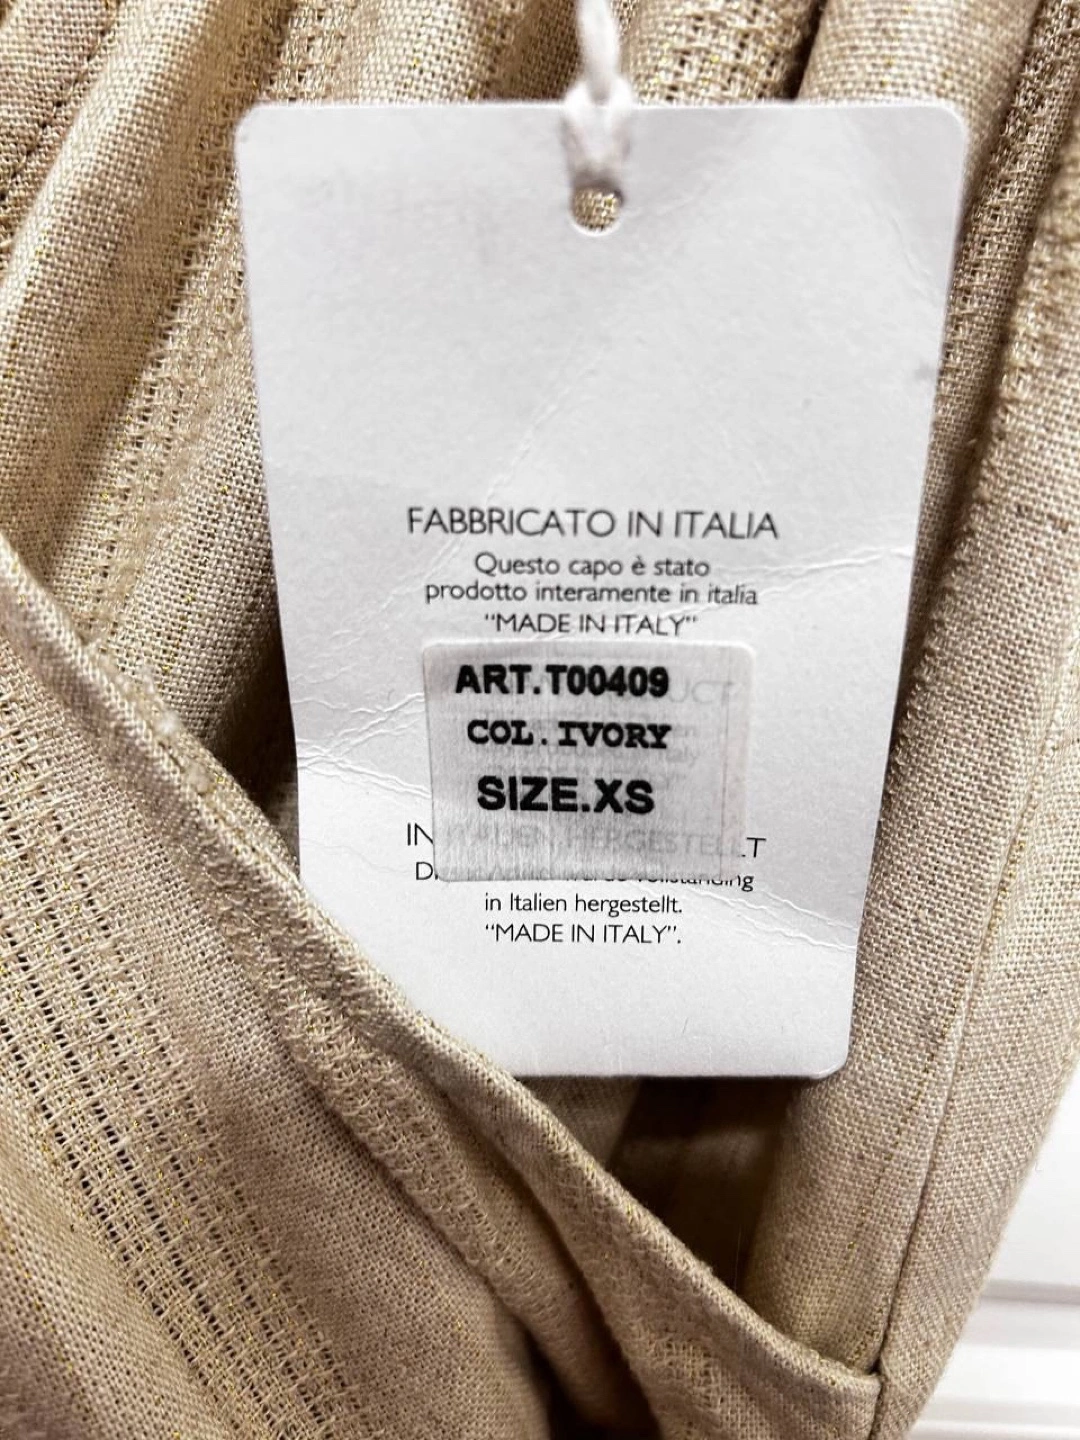 FABBRICATO IN ITALIA
Questo capo è stato
prodotto interamente in italia
"MADE IN ITALY"
ART.T00409
COL.IVORY
SIZE.XS
HERGESTELLT
in Italien hergestellt.
"MADE IN ITALY".